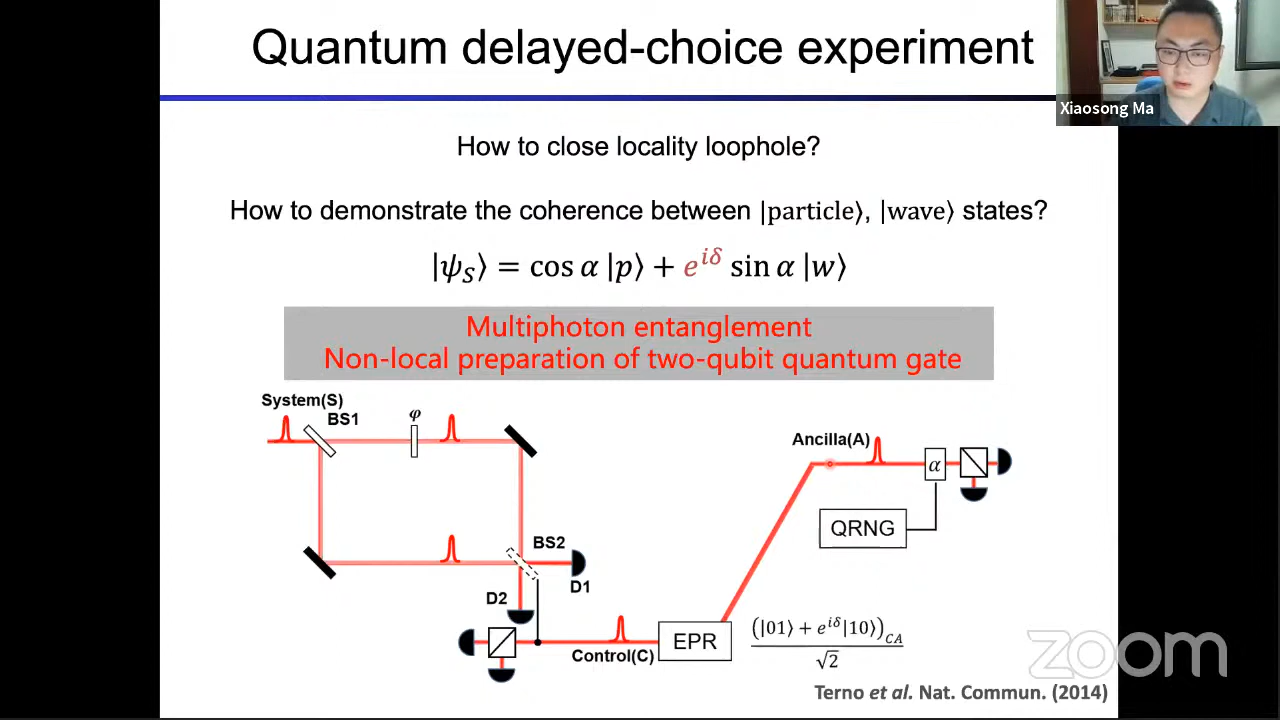 Quantum delayed-choice experiment
Xiaosong Ma
How to close locality loophole?
How to demonstrate the coherence between |particle⟩, |wave⟩ states?
|ψ_S⟩ = cos α |p⟩ + e^{iδ} sin α |w⟩
Multiphoton entanglement
Non-local preparation of two-qubit quantum gate
System(S)
BS1
φ
Ancilla(A)
α
QRNG
BS2
D1
D2
Control(C)
EPR
(|01⟩ + e^{iδ}|10⟩)_{CA}
√2
zoom
Terno et al. Nat. Commun. (2014)